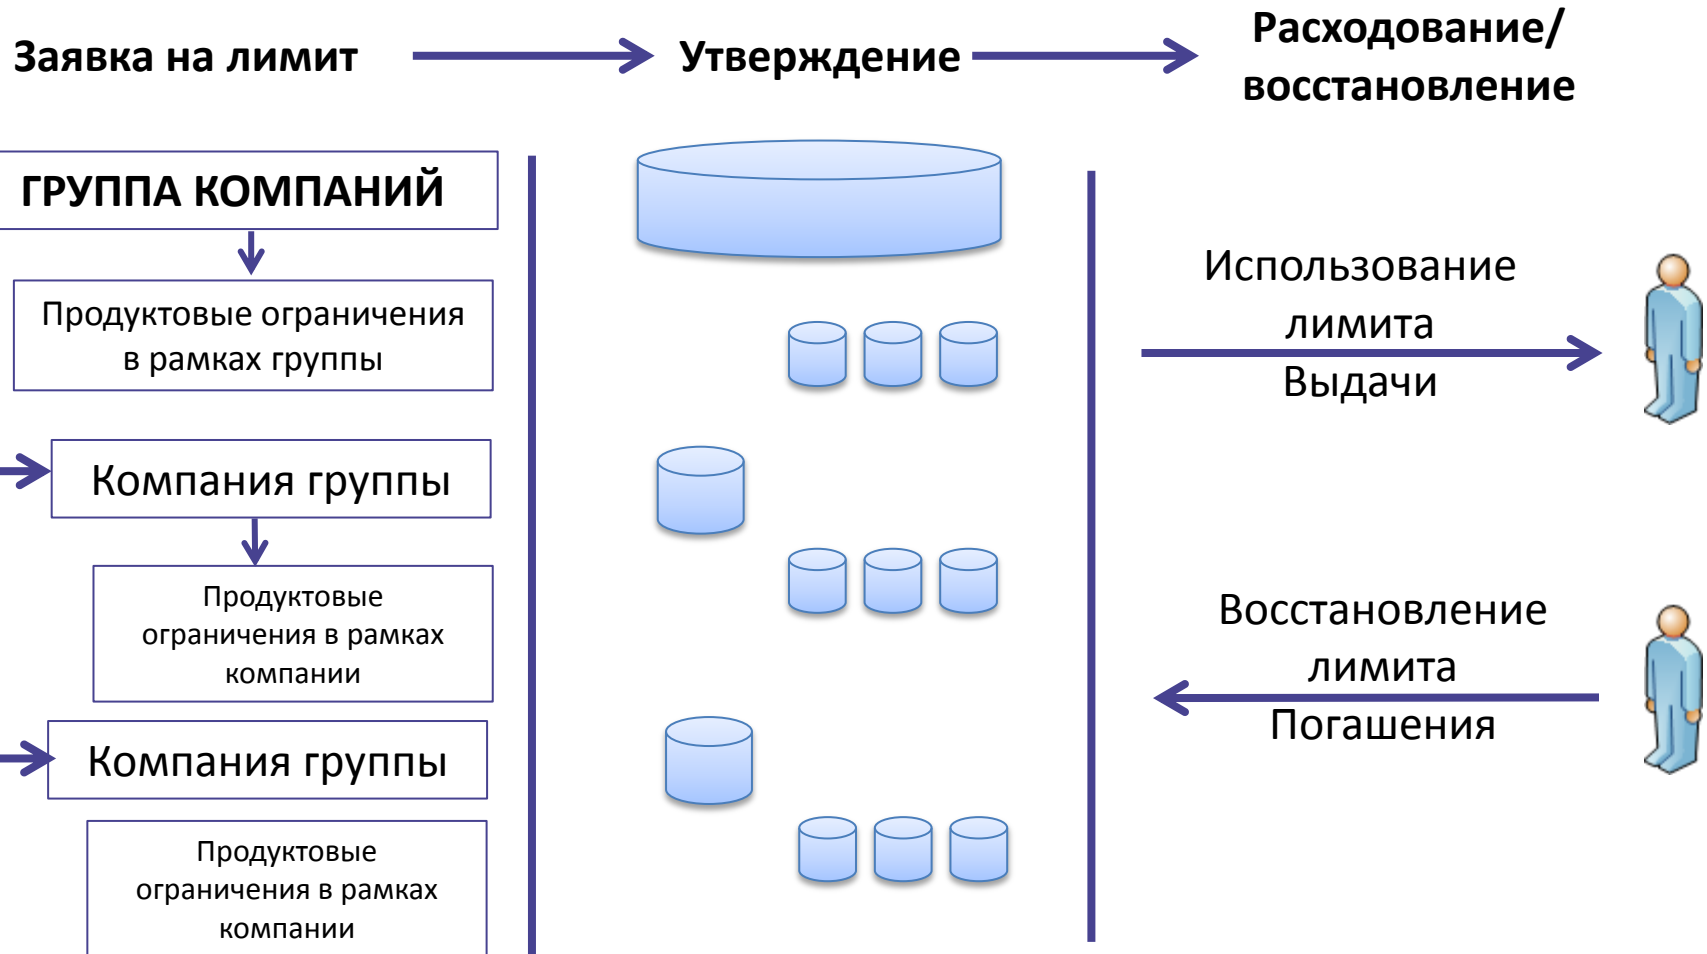 Заявка на лимит
Утверждение
Расходование/
восстановление
ГРУППА КОМПАНИЙ
Продуктовые ограничения
в рамках группы
Компания группы
Продуктовые
ограничения в рамках
компании
Компания группы
Продуктовые
ограничения в рамках
компании
Использование
лимита
Выдачи
Восстановление
лимита
Погашения